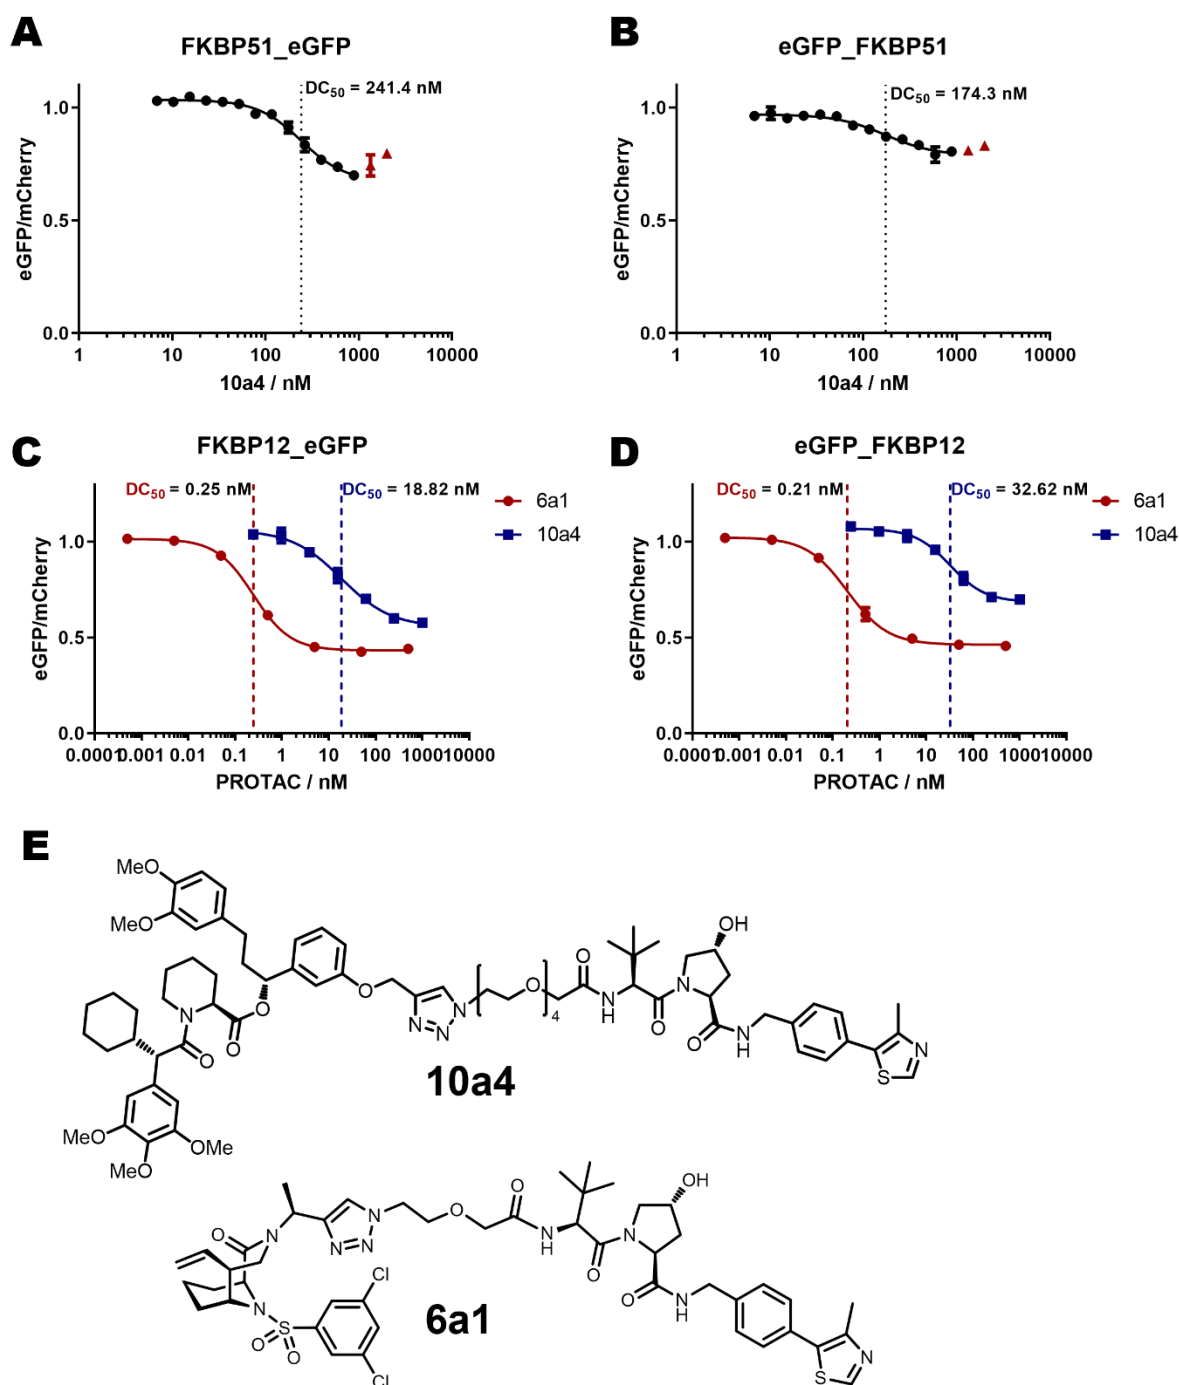 A
FKBP51_eGFP
DC50 = 241.4 nM
eGFP/mCherry
1.0
0.5
0.0
1 10 100 1000 10000
10a4 / nM
B
eGFP_FKBP51
DC50 = 174.3 nM
eGFP/mCherry
1.0
0.5
0.0
1 10 100 1000 10000
10a4 / nM
C
FKBP12_eGFP
DC50 = 0.25 nM
DC50 = 18.82 nM
6a1
10a4
eGFP/mCherry
1.0
0.5
0.0
0.0001 0.001 0.01 0.1 1 10 100 1000 10000
PROTAC / nM
D
eGFP_FKBP12
DC50 = 0.21 nM
DC50 = 32.62 nM
6a1
10a4
eGFP/mCherry
1.0
0.5
0.0
0.0001 0.001 0.01 0.1 1 10 100 1000 10000
PROTAC / nM
E
MeO
MeO
OH
O
O
N
O
N
O
O
N
N
N
O
4
O
N
H
O
N
O
N
H
S
N
MeO
MeO
OMe
10a4
O
N
N
N
N
O
O
N
H
O
N
OH
O
N
H
S
N
N
S
O
O
Cl
Cl
6a1